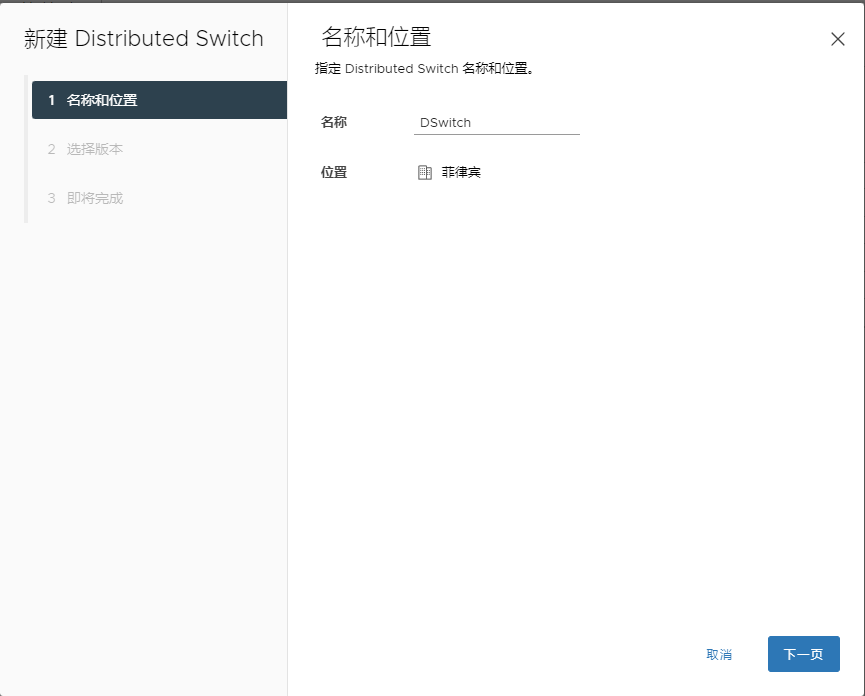 新建 Distributed Switch
1 名称和位置
2 选择版本
3 即将完成
名称和位置
指定 Distributed Switch 名称和位置。
名称 DSwitch
位置 菲律宾
取消 下一页